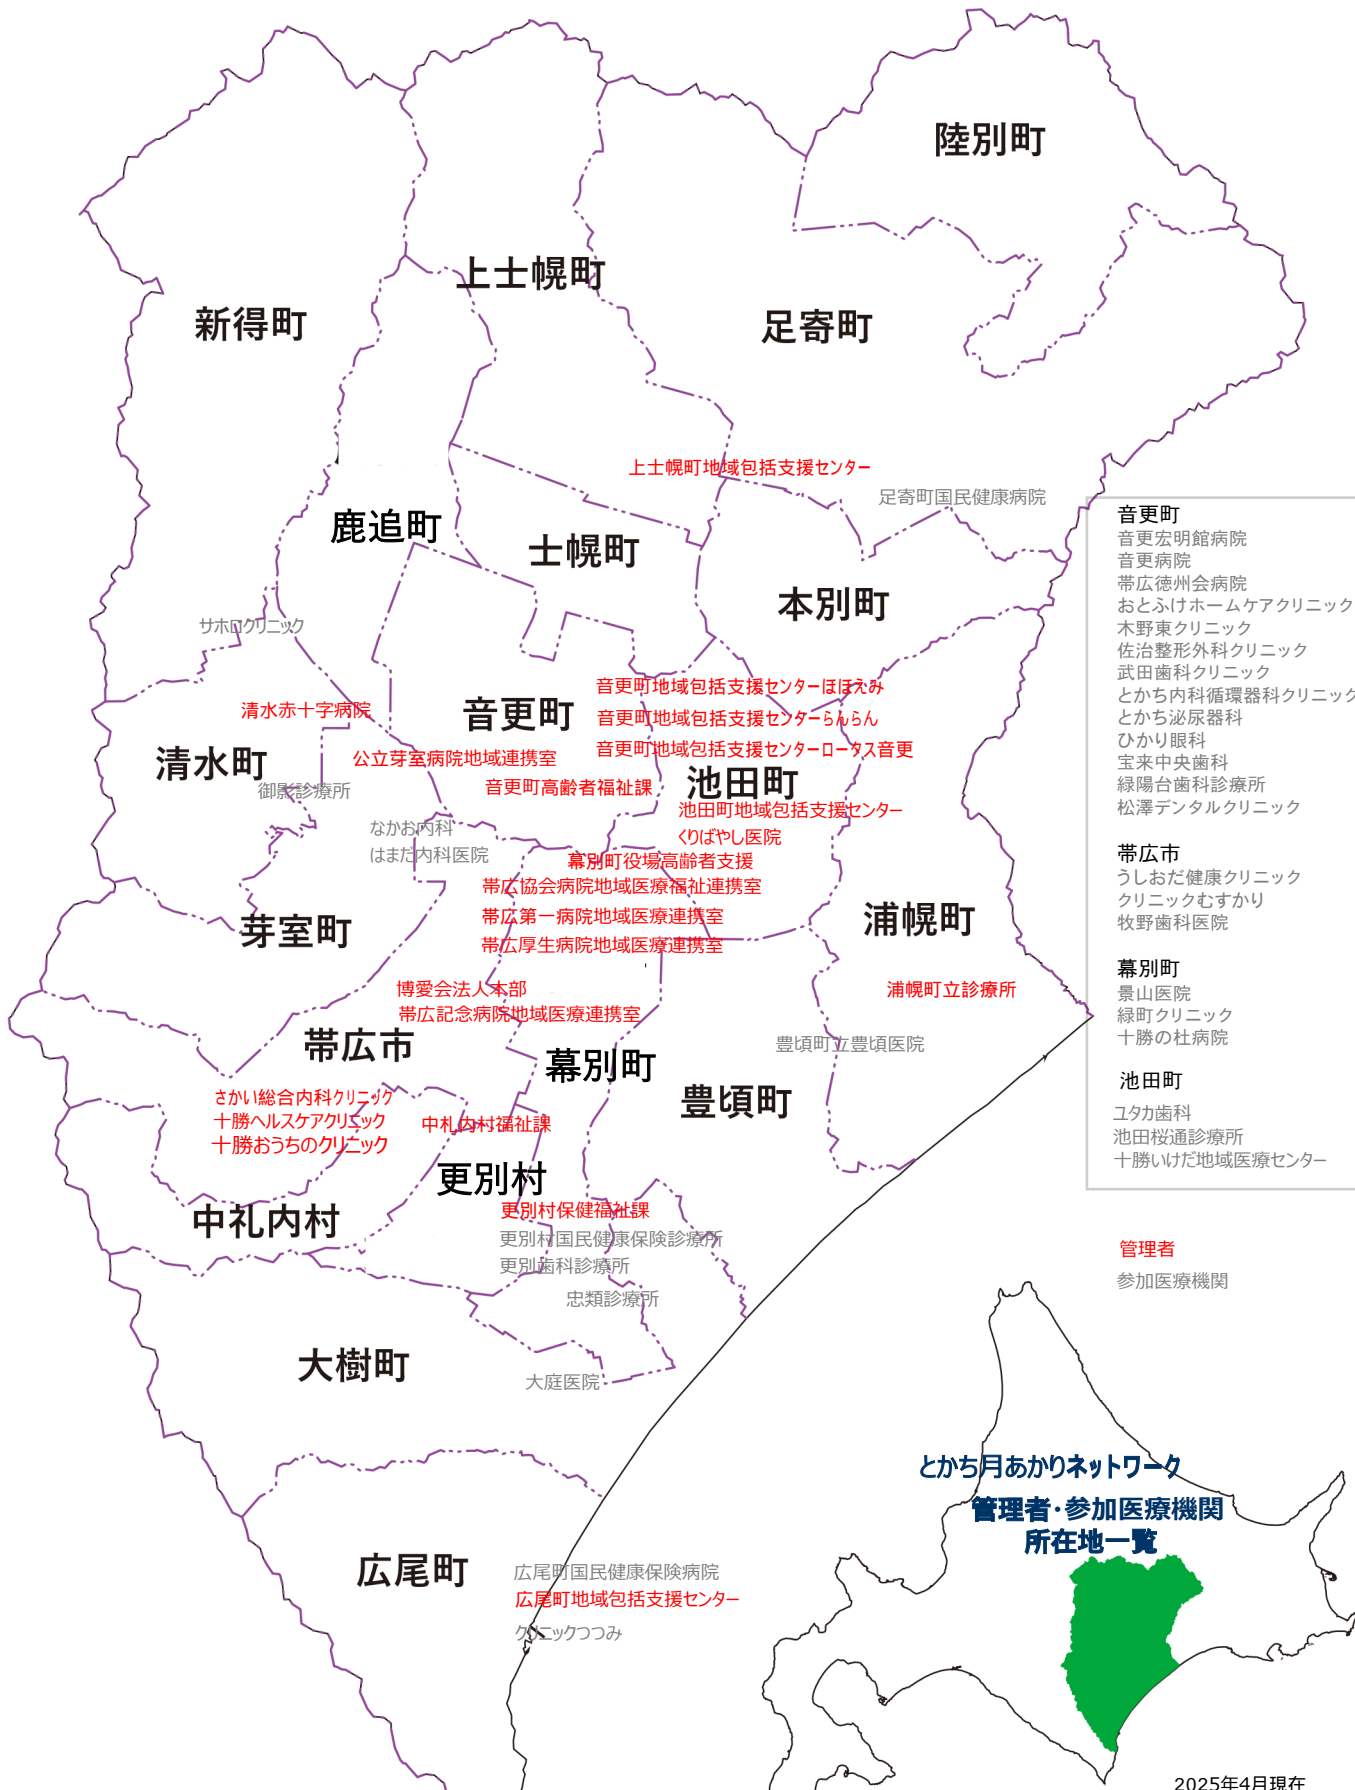 陸別町
上士幌町
新得町
足寄町
上士幌町地域包括支援センター
足寄町国民健康病院
鹿追町
士幌町
本別町
サホロクリニック
音更町地域包括支援センターほほえみ
清水赤十字病院
音更町
音更町地域包括支援センターらんらん
清水町
公立芽室病院地域連携室
音更町地域包括支援センターロータス音更
御影診療所
音更町高齢者福祉課
池田町
池田町地域包括支援センター
なかお内科
くりばやし医院
はまだ内科医院
幕別町役場高齢者支援
帯広協会病院地域医療福祉連携室
帯広第一病院地域医療連携室
芽室町
浦幌町
帯広厚生病院地域医療連携室
博愛会法人本部
浦幌町立診療所
帯広記念病院地域医療連携室
帯広市
豊頃町立豊頃医院
幕別町
豊頃町
さかい総合内科クリニック
十勝ヘルスケアクリニック
中札内村福祉課
十勝おうちのクリニック
更別村
中札内村
更別村保健福祉課
更別村国民健康保険診療所
更別歯科診療所
忠類診療所
大樹町
大庭医院
広尾町
広尾町国民健康保険病院
広尾町地域包括支援センター
クリニックつつみ
音更町
音更宏明館病院
音更病院
帯広徳州会病院
おとふけホームケアクリニック
木野東クリニック
佐治整形外科クリニック
武田歯科クリニック
とかち内科循環器科クリニック
とかち泌尿器科
ひかり眼科
宝来中央歯科
緑陽台歯科診療所
松澤デンタルクリニック
帯広市
うしおだ健康クリニック
クリニックむすかり
牧野歯科医院
幕別町
景山医院
緑町クリニック
十勝の杜病院
池田町
ユタカ歯科
池田桜通診療所
十勝いけだ地域医療センター
管理者
参加医療機関
とかち月あかりネットワーク
管理者・参加医療機関
所在地一覧
2025年4月現在